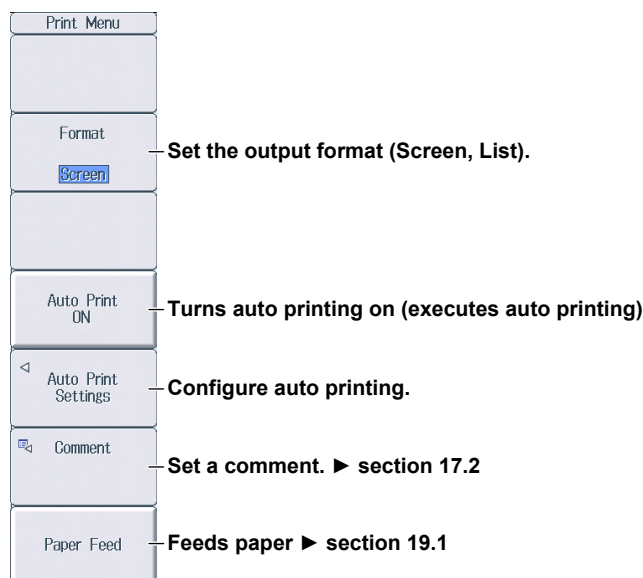 Print Menu
Format
Screen
Set the output format (Screen, List).
Auto Print
ON
Turns auto printing on (executes auto printing)
Auto Print
Settings
Configure auto printing.
Comment
Set a comment. ► section 17.2
Paper Feed
Feeds paper ► section 19.1